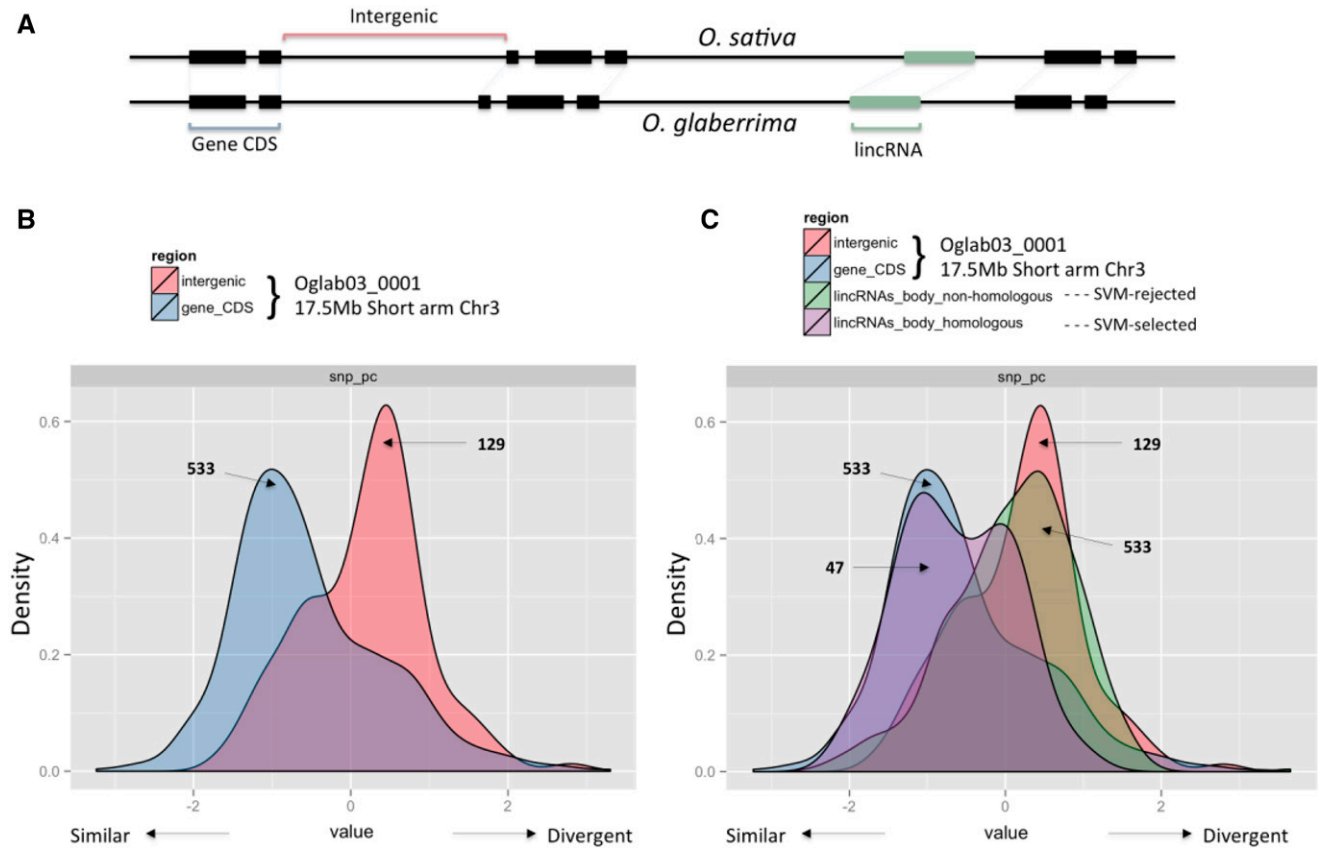 A
Intergenic
O. sativa
O. glaberrima
Gene CDS
lincRNA
B
region
intergenic
gene_CDS
}
Oglab03_0001
17.5Mb Short arm Chr3
snp_pc
0.6
0.4
0.2
0.0
Density
533
129
-2
0
2
Similar
value
Divergent
C
region
intergenic
gene_CDS
}
Oglab03_0001
17.5Mb Short arm Chr3
lincRNAs_body_non-homologous
--- SVM-rejected
lincRNAs_body_homologous
--- SVM-selected
snp_pc
0.6
0.4
0.2
0.0
Density
533
129
47
533
-2
0
2
Similar
value
Divergent